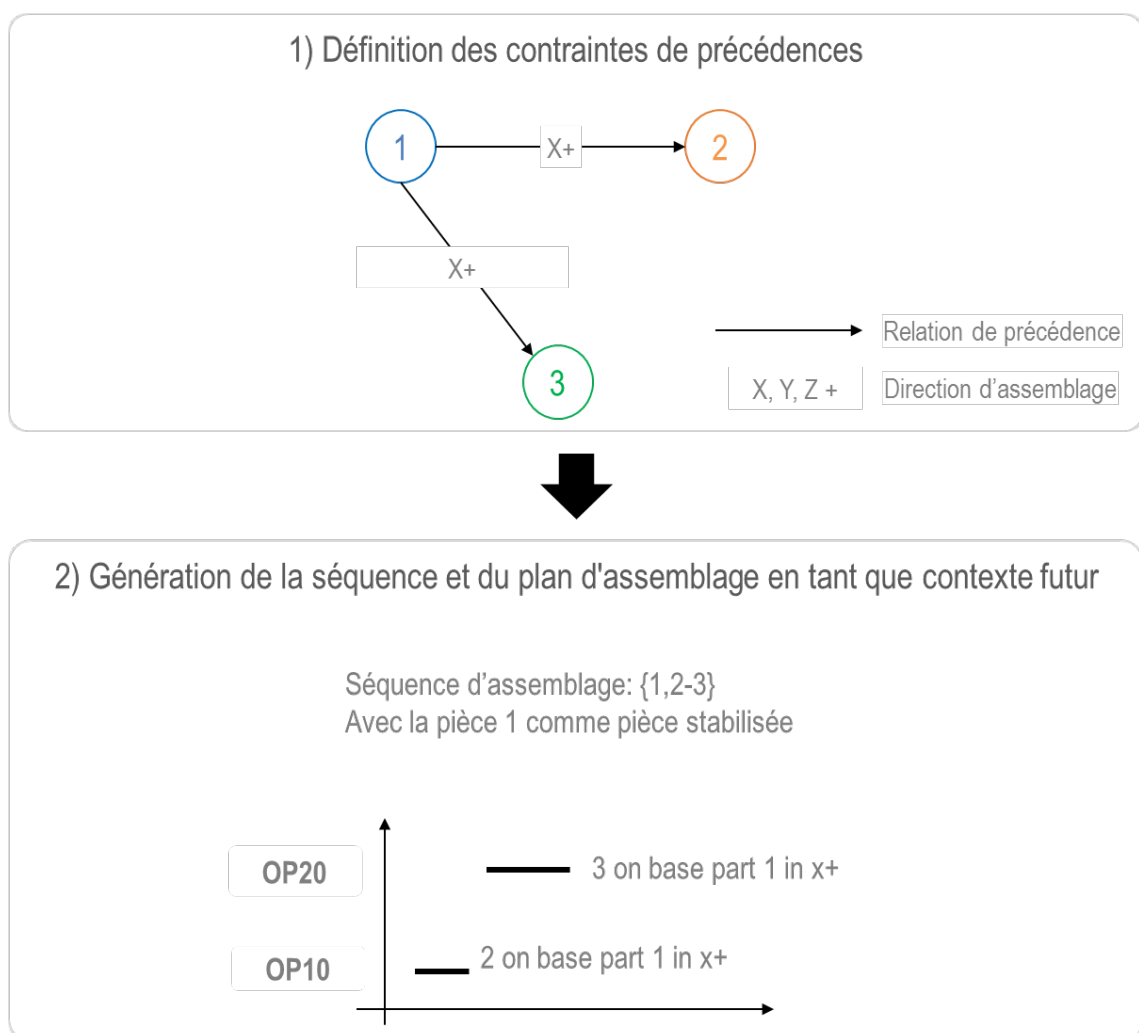 1) Définition des contraintes de précédences
1
X+
2
X+
3
Relation de précédence
X, Y, Z +
Direction d’assemblage
2) Génération de la séquence et du plan d'assemblage en tant que contexte futur
Séquence d’assemblage: {1,2-3}
Avec la pièce 1 comme pièce stabilisée
OP20
3 on base part 1 in x+
OP10
2 on base part 1 in x+